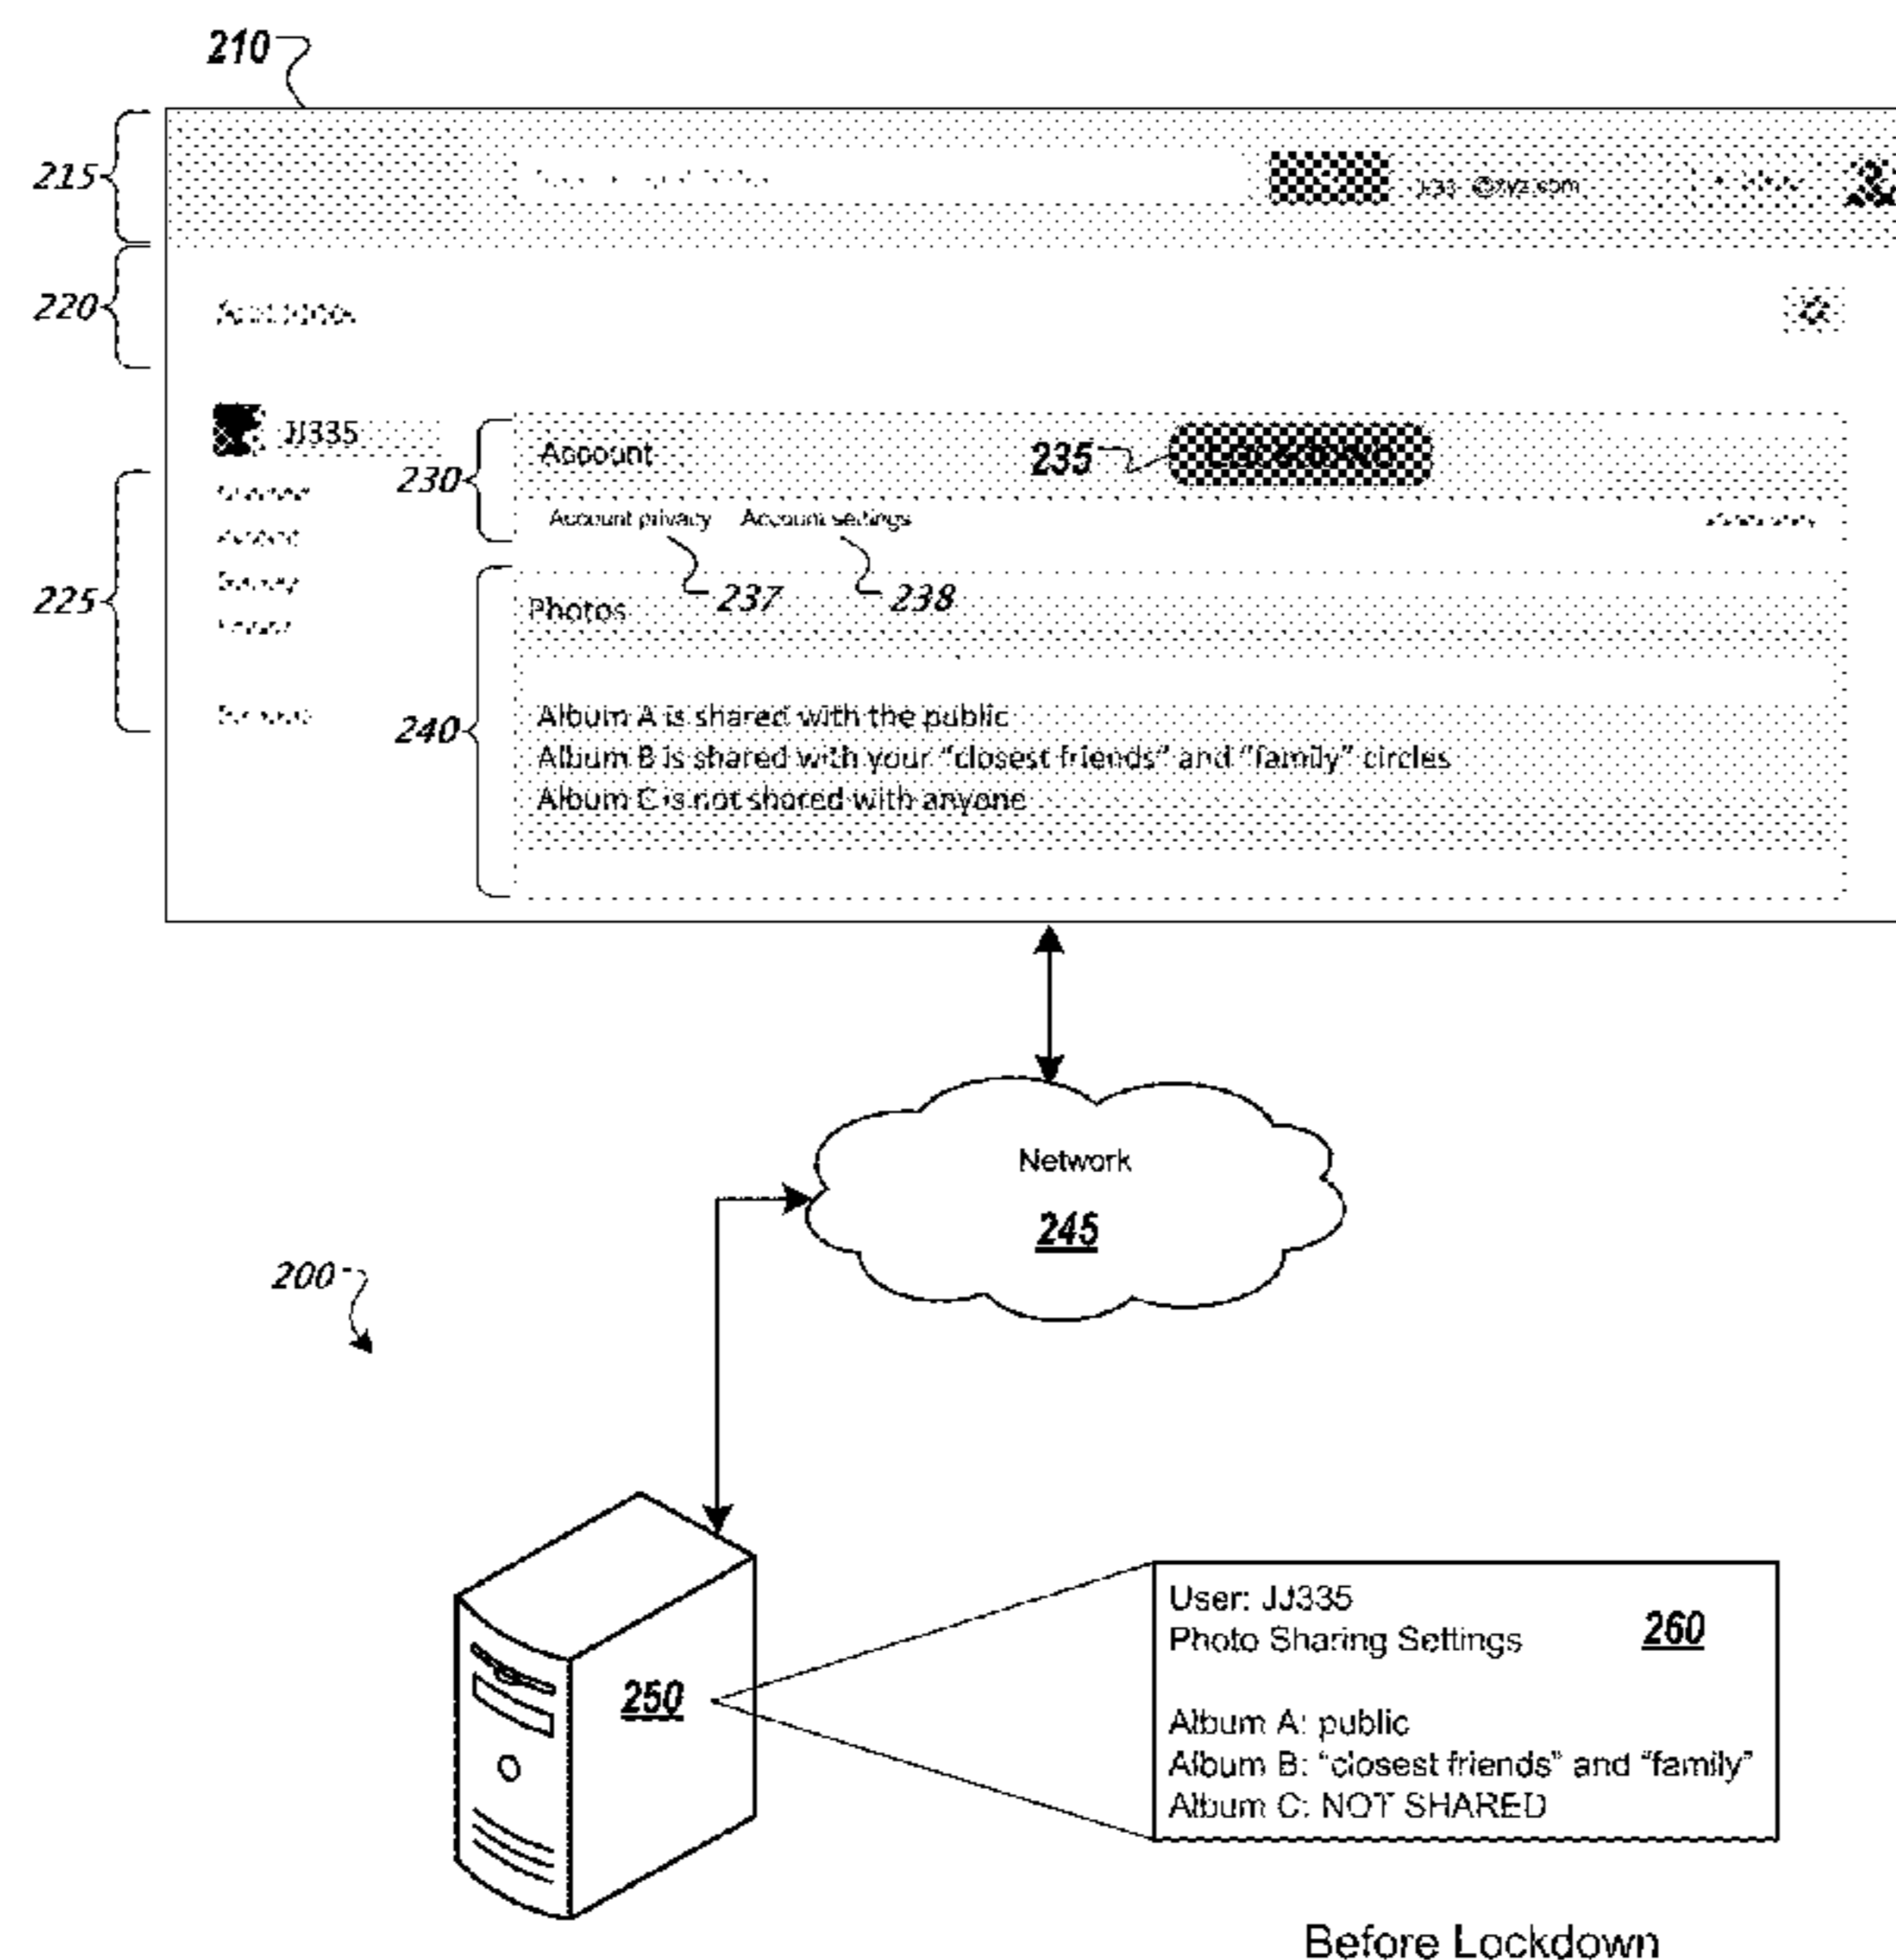 210
215
@xyz.com
220
JJ335
230
Account
235
Account privacy Account settings
237
238
225
240
Photos
Album A is shared with the public
Album B is shared with your “closest friends” and “family” circles
Album C is not shared with anyone
Network
245
200
250
User: JJ335
Photo Sharing Settings
260
Album A: public
Album B: “closest friends” and “family”
Album C: NOT SHARED
Before Lockdown